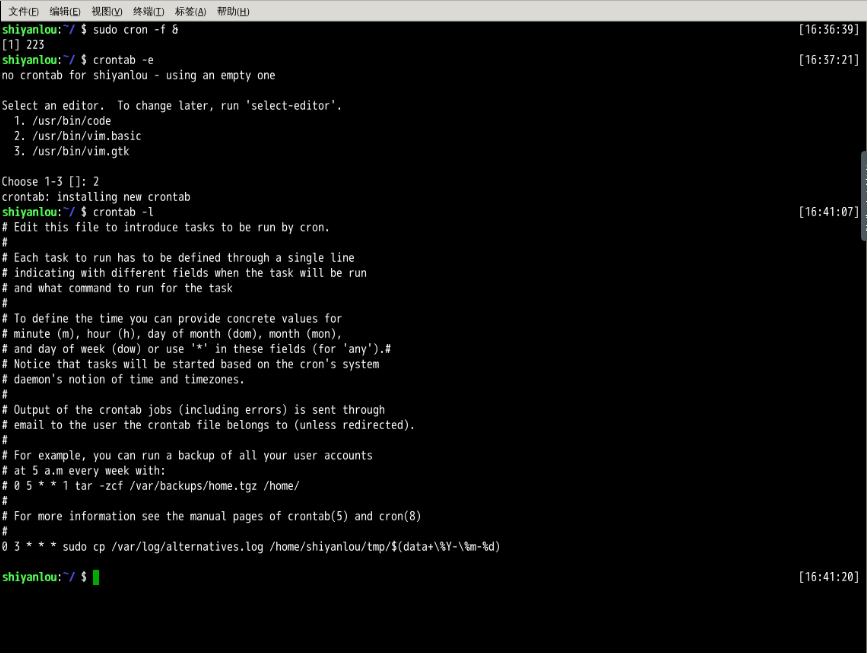 文件(F) 编辑(E) 视图(V) 终端(T) 标签(A) 帮助(H)
shiyanlou:~/ $ sudo cron -f & [16:36:39]
[1] 223
shiyanlou:~/ $ crontab -e [16:37:21]
no crontab for shiyanlou - using an empty one
Select an editor.  To change later, run 'select-editor'.
1. /usr/bin/code
2. /usr/bin/vim.basic
3. /usr/bin/vim.gtk
Choose 1-3 []: 2
crontab: installing new crontab
shiyanlou:~/ $ crontab -l [16:41:07]
# Edit this file to introduce tasks to be run by cron.
#
# Each task to run has to be defined through a single line
# indicating with different fields when the task will be run
# and what command to run for the task
#
# To define the time you can provide concrete values for
# minute (m), hour (h), day of month (dom), month (mon),
# and day of week (dow) or use '*' in these fields (for 'any').#
# Notice that tasks will be started based on the cron's system
# daemon's notion of time and timezones.
#
# Output of the crontab jobs (including errors) is sent through
# email to the user the crontab file belongs to (unless redirected).
#
# For example, you can run a backup of all your user accounts
# at 5 a.m every week with:
# 0 5 * * 1 tar -zcf /var/backups/home.tgz /home/
#
# For more information see the manual pages of crontab(5) and cron(8)
#
0 3 * * * sudo cp /var/log/alternatives.log /home/shiyanlou/tmp/$(data+\%Y-\%m-%d)
shiyanlou:~/ $ [16:41:20]